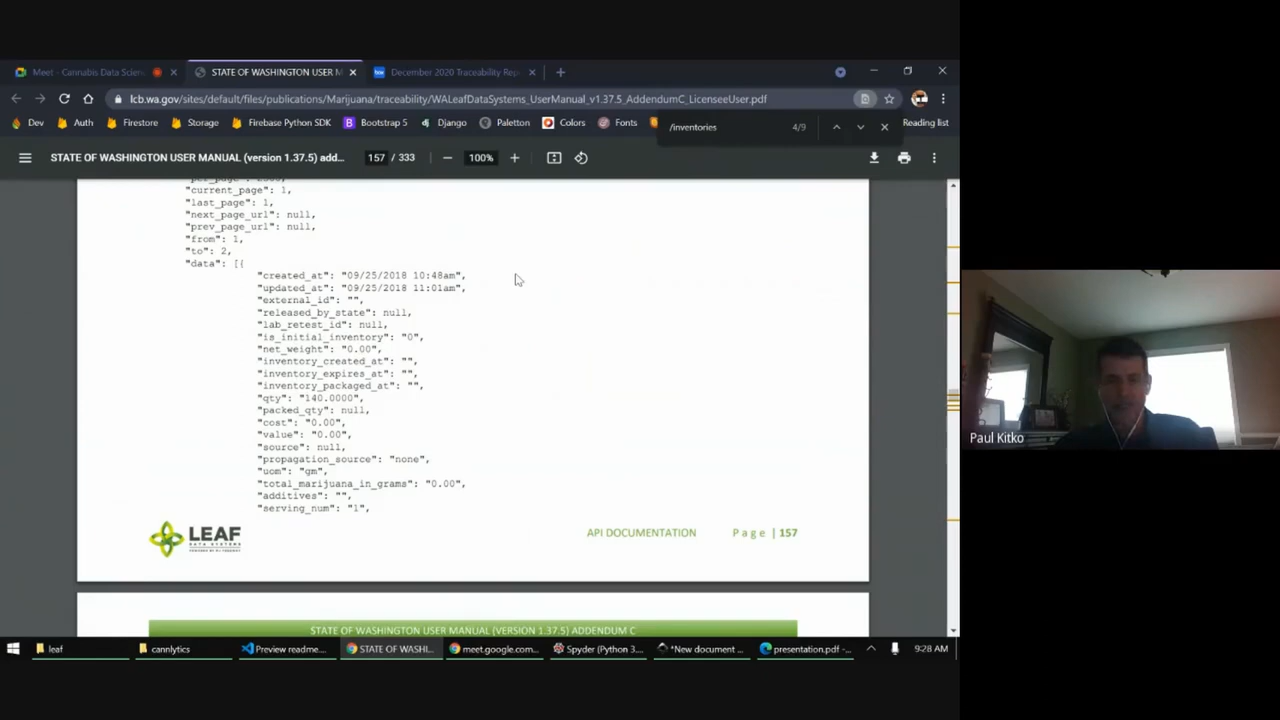 Meet - Cannabis Data Scienc
STATE OF WASHINGTON USER M
December 2020 Traceability Rep
lcb.wa.gov/sites/default/files/publications/Marijuana/traceability/WALeafDataSystems_UserManual_v1.37.5_AddendumC_LicenseeUser.pdf
Dev Auth Firestore Storage Firebase Python SDK Bootstrap 5 Django Paletton Colors Fonts Reading list
/inventories 4/9
STATE OF WASHINGTON USER MANUAL (version 1.37.5) add... 157 / 333 100%
"current_page": 1,
"last_page": 1,
"next_page_url": null,
"prev_page_url": null,
"from": 1,
"to": 2,
"data": [{
"created_at": "09/25/2018 10:48am",
"updated_at": "09/25/2018 11:01am",
"external_id": "",
"released_by_state": null,
"lab_retest_id": null,
"is_initial_inventory": "0",
"net_weight": "0.00",
"inventory_created_at": "",
"inventory_expires_at": "",
"inventory_packaged_at": "",
"qty": "140.0000",
"packed_qty": null,
"cost": "0.00",
"value": "0.00",
"source": null,
"propagation_source": "none",
"uom": "gm",
"total_marijuana_in_grams": "0.00",
"additives": "",
"serving_num": "1",
LEAF
DATA SYSTEMS
API DOCUMENTATION Page | 157
STATE OF WASHINGTON USER MANUAL (VERSION 1.37.5) ADDENDUM C
leaf cannlytics Preview readme... STATE OF WASHI... meet.google.com... Spyder (Python 3.... *New document ... presentation.pdf -... 9:28 AM
Paul Kitko